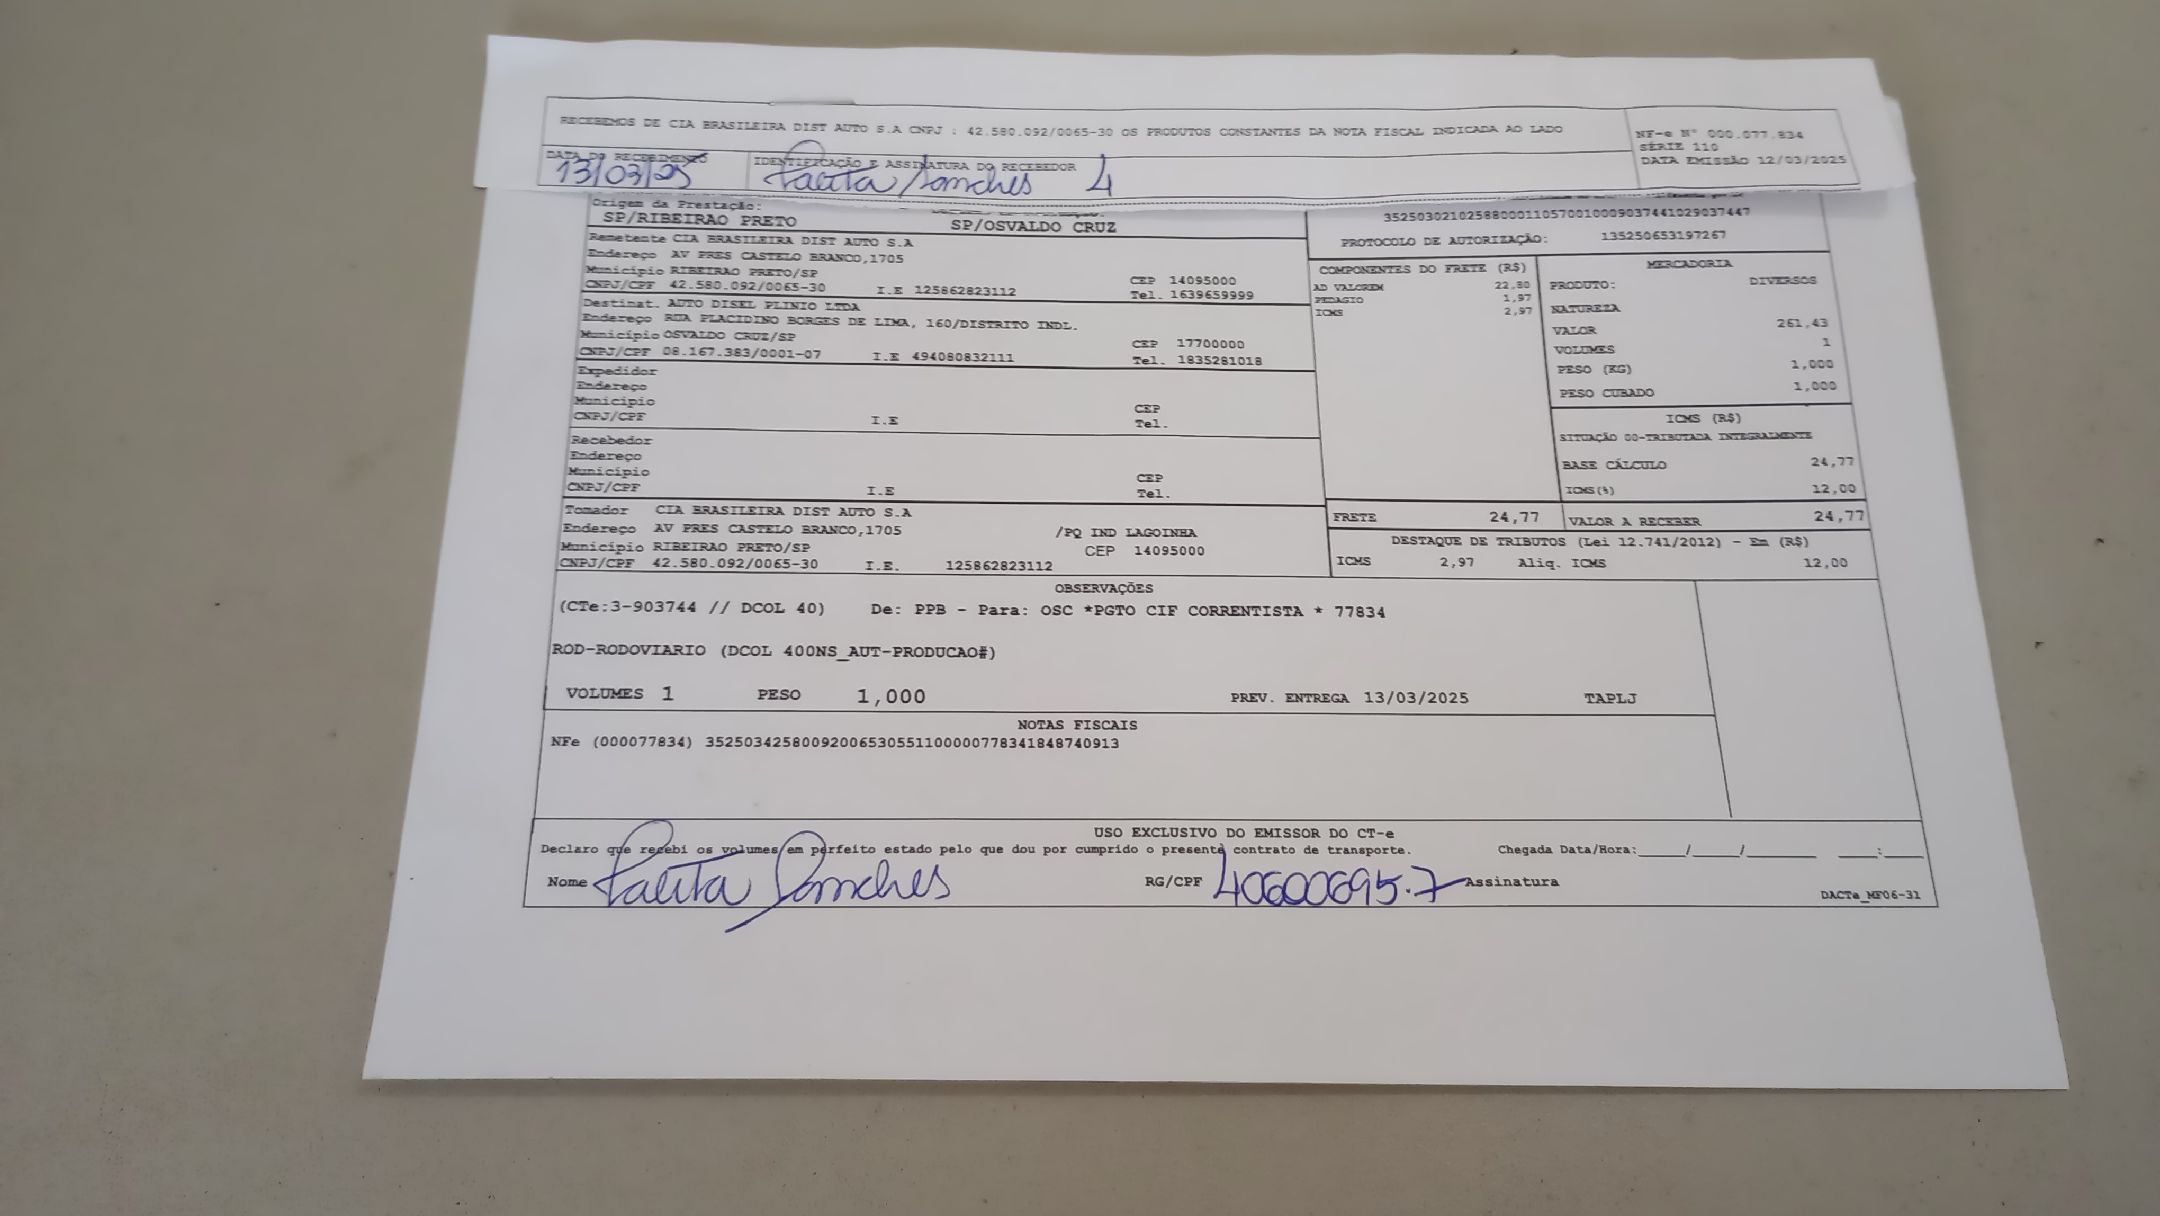 RECEBEMOS DE CIA BRASILEIRA DIST AUTO S.A CNPJ : 42.580.092/0065-30 OS PRODUTOS CONSTANTES DA NOTA FISCAL INDICADA AO LADO
NF-e Nº 000.077.834
SÉRIE 110
DATA EMISSÃO 12/03/2025
DATA DO RECEBIMENTO
IDENTIFICAÇÃO E ASSINATURA DO RECEBEDOR
13/03/25
Sanches 4
Origem da Prestação:
SP/RIBEIRAO PRETO SP/OSVALDO CRUZ
35250302102588000110570010009037441029037447
PROTOCOLO DE AUTORIZAÇÃO: 135250653197267
Remetente CIA BRASILEIRA DIST AUTO S.A
Endereço AV PRES CASTELO BRANCO,1705
Município RIBEIRAO PRETO/SP CEP 14095000
CNPJ/CPF 42.580.092/0065-30 I.E 125862823112 Tel. 1639659999
Destinat. AUTO DISEL PLINIO LTDA
Endereço RUA PLACIDINO BORGES DE LIMA, 160/DISTRITO INDL.
Município OSVALDO CRUZ/SP CEP 17700000
CNPJ/CPF 08.167.383/0001-07 I.E 494080832111 Tel. 1835281018
Expedidor
Endereço
Município CEP
CNPJ/CPF I.E Tel.
Recebedor
Endereço
Município CEP
CNPJ/CPF I.E Tel.
Tomador CIA BRASILEIRA DIST AUTO S.A
Endereço AV PRES CASTELO BRANCO,1705 /PQ IND LAGOINHA
Município RIBEIRAO PRETO/SP CEP 14095000
CNPJ/CPF 42.580.092/0065-30 I.E. 125862823112
COMPONENTES DO FRETE (R$)
AD VALOREM 22,80
PEDAGIO 1,97
ICMS 2,97
MERCADORIA
PRODUTO: DIVERSOS
NATUREZA
VALOR 261,43
VOLUMES 1
PESO (KG) 1,000
PESO CUBADO 1,000
ICMS (R$)
SITUAÇÃO 00-TRIBUTADA INTEGRALMENTE
BASE CÁLCULO 24,77
ICMS(%) 12,00
FRETE 24,77
VALOR A RECEBER 24,77
DESTAQUE DE TRIBUTOS (Lei 12.741/2012) - Em (R$)
ICMS 2,97 Aliq. ICMS 12,00
OBSERVAÇÕES
(CTe:3-903744 // DCOL 40) De: PPB - Para: OSC *PGTO CIF CORRENTISTA * 77834
ROD-RODOVIARIO (DCOL 400NS_AUT-PRODUCAO#)
VOLUMES 1 PESO 1,000 PREV. ENTREGA 13/03/2025 TAPLJ
NOTAS FISCAIS
NFe (000077834) 35250342580092006530551100000778341848740913
USO EXCLUSIVO DO EMISSOR DO CT-e
Declaro que recebi os volumes em perfeito estado pelo que dou por cumprido o presente contrato de transporte. Chegada Data/Hora:_____/_____/_______ ____:____
Nome Sanches RG/CPF 40600695.7 Assinatura
DACTe_MF06-31